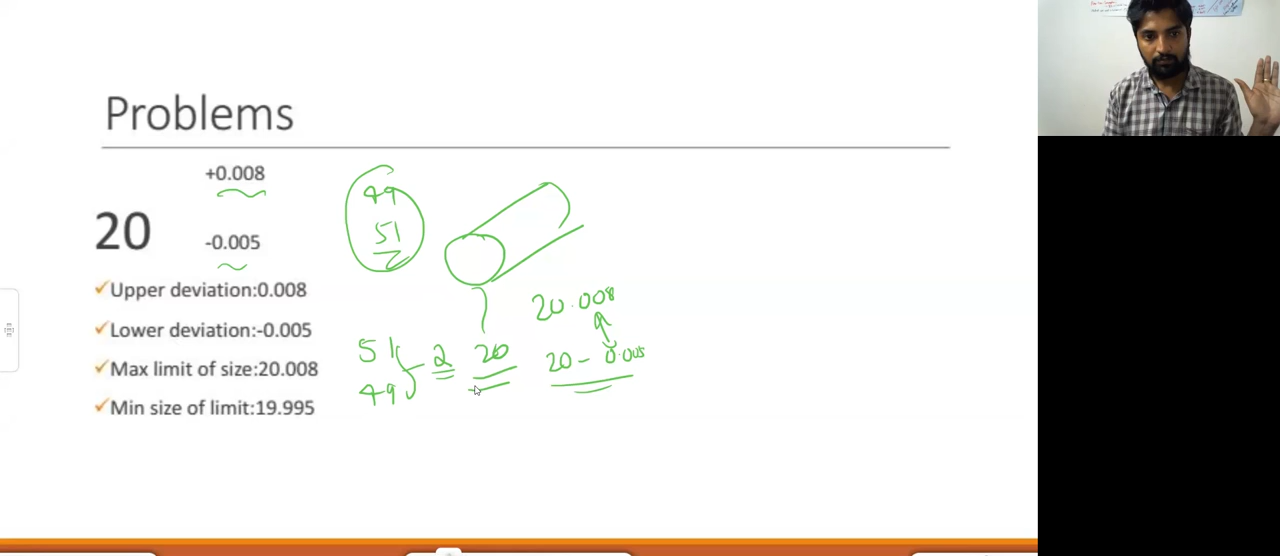 Problems
+0.008
20
-0.005
✓Upper deviation:0.008
✓Lower deviation:-0.005
✓Max limit of size:20.008
✓Min size of limit:19.995
49
51
20.008
51
49
2
20
20 - 0.005